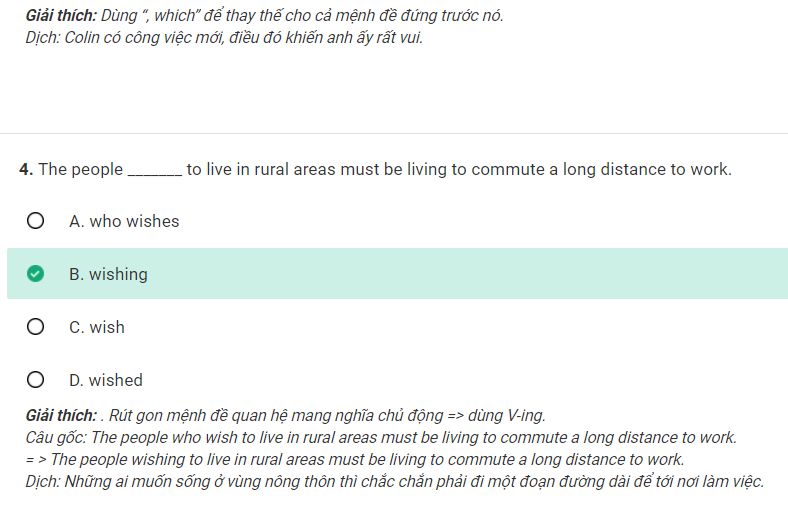 Giải thích: Dùng “, which” để thay thế cho cả mệnh đề đứng trước nó.
Dịch: Colin có công việc mới, điều đó khiến anh ấy rất vui.
4. The people _______ to live in rural areas must be living to commute a long distance to work.
A. who wishes
B. wishing
C. wish
D. wished
Giải thích: . Rút gon mệnh đề quan hệ mang nghĩa chủ động => dùng V-ing.
Câu gốc: The people who wish to live in rural areas must be living to commute a long distance to work.
= > The people wishing to live in rural areas must be living to commute a long distance to work.
Dịch: Những ai muốn sống ở vùng nông thôn thì chắc chắn phải đi một đoạn đường dài để tới nơi làm việc.